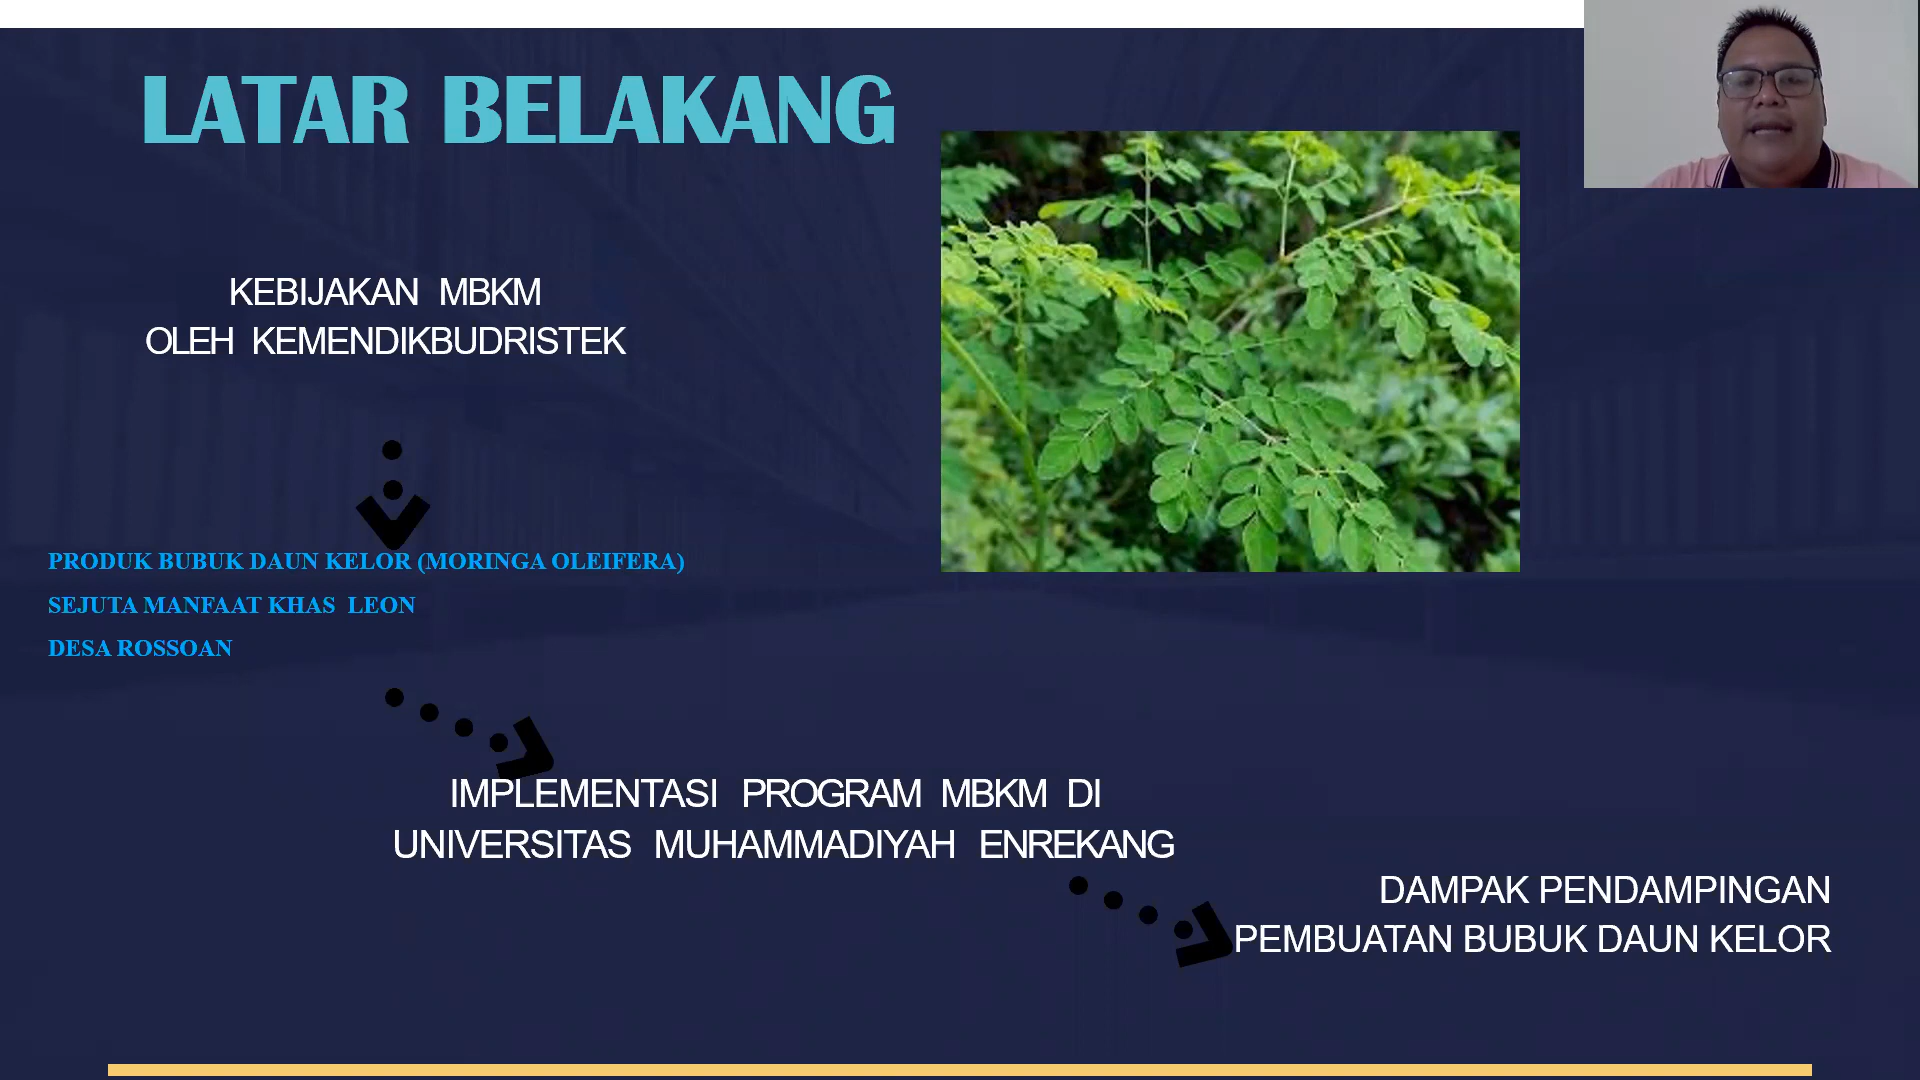 LATAR BELAKANG
KEBIJAKAN MBKM
OLEH KEMENDIKBUDRISTEK
PRODUK BUBUK DAUN KELOR (MORINGA OLEIFERA)
SEJUTA MANFAAT KHAS LEON
DESA ROSSOAN
IMPLEMENTASI PROGRAM MBKM DI
UNIVERSITAS MUHAMMADIYAH ENREKANG
DAMPAK PENDAMPINGAN
PEMBUATAN BUBUK DAUN KELOR